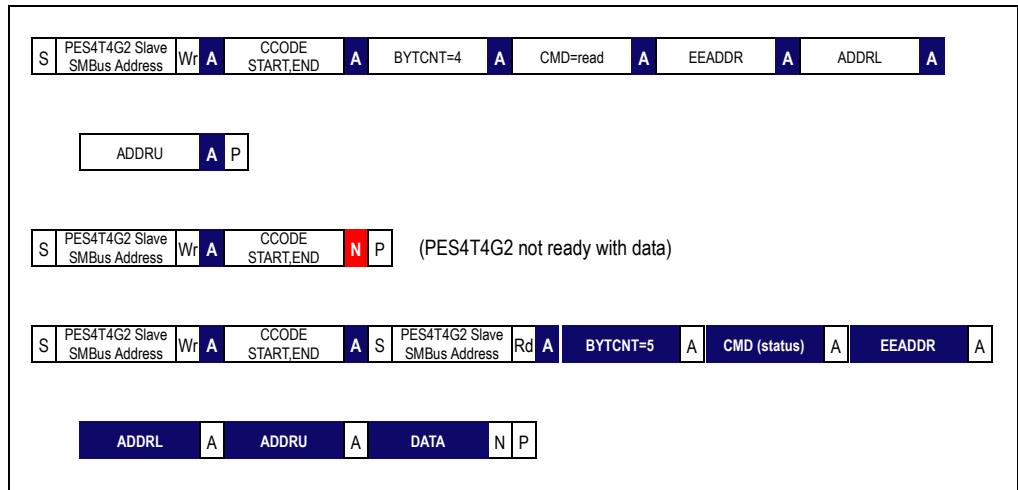 S PES4T4G2 Slave SMBus Address Wr A CCODE START,END A BYTCNT=4 A CMD=read A EEADDR A ADDRL A
ADDRU A P
S PES4T4G2 Slave SMBus Address Wr A CCODE START,END N P (PES4T4G2 not ready with data)
S PES4T4G2 Slave SMBus Address Wr A CCODE START,END A S PES4T4G2 Slave SMBus Address Rd A BYTCNT=5 A CMD (status) A EEADDR A
ADDRL A ADDRU A DATA N P